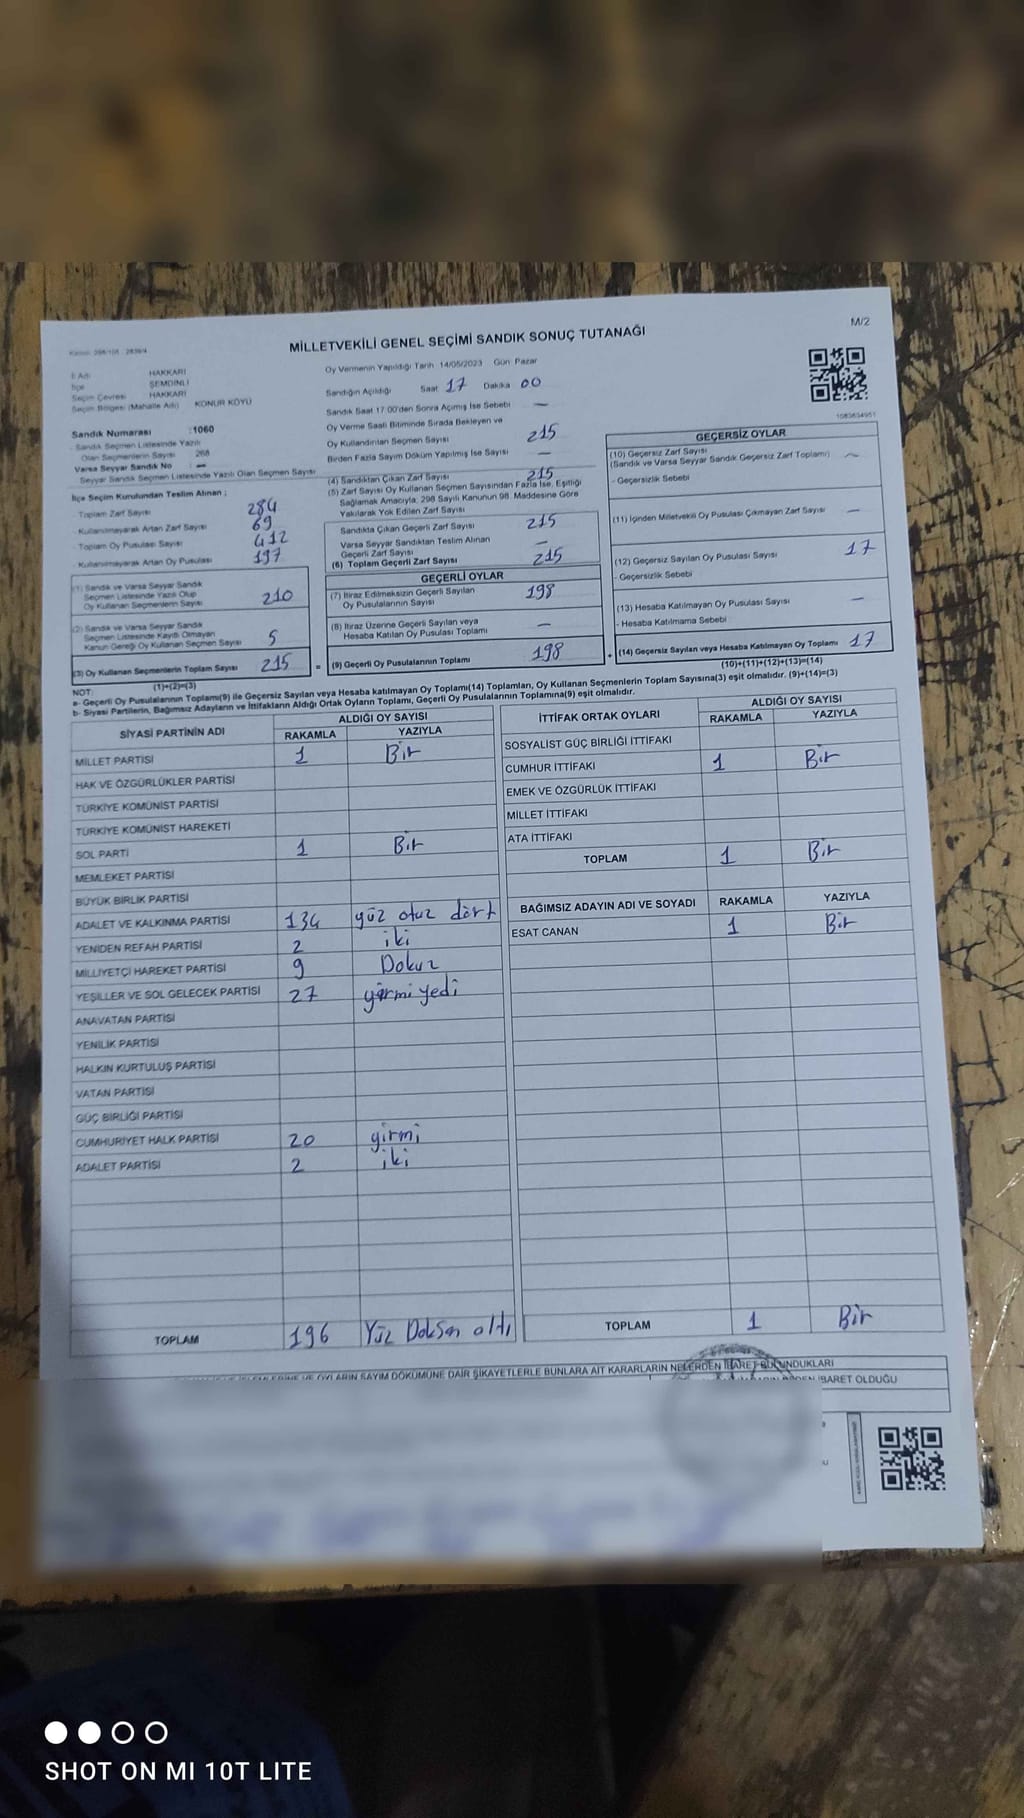 M/2
MİLLETVEKİLİ GENEL SEÇİMİ SANDIK SONUÇ TUTANAĞI
İl Adı HAKKARİ
İlçe ŞEMDİNLİ
Seçim Çevresi HAKKARİ
Seçim Bölgesi (Mahalle Adı) KONUR KÖYÜ
Sandık Numarası :1060
Sandık Seçmen Listesinde Yazılı
Olan Seçmenlerin Sayısı 268
Varsa Seyyar Sandık No : —
Seyyar Sandık Seçmen Listesinde Yazılı Olan Seçmen Sayısı
İlçe Seçim Kurulundan Teslim Alınan ;
Toplam Zarf Sayısı 284
Kullanılmayarak Artan Zarf Sayısı 69
Toplam Oy Pusulası Sayısı 412
Kullanılmayarak Artan Oy Pusulası 197
(1) Sandık ve Varsa Seyyar Sandık
Seçmen Listesinde Yazılı Olup
Oy Kullanan Seçmenlerin Sayısı 210
(2) Sandık ve Varsa Seyyar Sandık
Seçmen Listesinde Kayıtlı Olmayan
Kanun Gereği Oy Kullanan Seçmen Sayısı 5
(3) Oy Kullanan Seçmenlerin Toplam Sayısı 215
(1)+(2)=(3)
Oy Vermenin Yapıldığı Tarih 14/05/2023 Gün: Pazar
Sandığın Açıldığı Saat 17 Dakika 00
Sandık Saat 17:00'den Sonra Açımış İse Sebebi —
Oy Verme Saati Bitiminde Sırada Bekleyen ve
Oy Kullandırılan Seçmen Sayısı 215
Birden Fazla Sayım Döküm Yapılmış İse Sayısı —
(4) Sandıktan Çıkan Zarf Sayısı 215
(5) Zarf Sayısı Oy Kullanan Seçmen Sayısından Fazla İse, Eşitliği
Sağlamak Amacıyla, 298 Sayılı Kanunun 98. Maddesine Göre
Yakılarak Yok Edilen Zarf Sayısı
Sandıkta Çıkan Geçerli Zarf Sayısı 215
Varsa Seyyar Sandıktan Teslim Alınan
Geçerli Zarf Sayısı —
(6) Toplam Geçerli Zarf Sayısı 215
GEÇERLİ OYLAR
(7) İtiraz Edilmeksizin Geçerli Sayılan
Oy Pusulalarının Sayısı 198
(8) İtiraz Üzerine Geçerli Sayılan veya
Hesaba Katılan Oy Pusulası Toplamı —
= (9) Geçerli Oy Pusulalarının Toplamı 198
1083634951
GEÇERSİZ OYLAR
(10) Geçersiz Zarf Sayısı
(Sandık ve Varsa Seyyar Sandık Geçersiz Zarf Toplamı) —
- Geçersizlik Sebebi
(11) İçinden Milletvekili Oy Pusulası Çıkmayan Zarf Sayısı —
(12) Geçersiz Sayılan Oy Pusulası Sayısı 17
- Geçersizlik Sebebi
(13) Hesaba Katılmayan Oy Pusulası Sayısı —
- Hesaba Katılmama Sebebi
+ (14) Geçersiz Sayılan veya Hesaba Katılmayan Oy Toplamı 17
(10)+(11)+(12)+(13)=(14)
NOT:
a- Geçerli Oy Pusulalarının Toplamı(9) ile Geçersiz Sayılan veya Hesaba katılmayan Oy Toplamı(14) Toplamları, Oy Kullanan Seçmenlerin Toplam Sayısına(3) eşit olmalıdır. (9)+(14)=(3)
b- Siyasi Partilerin, Bağımsız Adayların ve İttifakların Aldığı Ortak Oyların Toplamı, Geçerli Oy Pusulalarının Toplamına(9) eşit olmalıdır.
SİYASİ PARTİNİN ADI ALDIĞI OY SAYISI
RAKAMLA YAZIYLA
MİLLET PARTİSİ 1 Bir
HAK VE ÖZGÜRLÜKLER PARTİSİ
TÜRKİYE KOMÜNİST PARTİSİ
TÜRKİYE KOMÜNİST HAREKETİ
SOL PARTİ 1 Bir
MEMLEKET PARTİSİ
BÜYÜK BİRLİK PARTİSİ
ADALET VE KALKINMA PARTİSİ 134 yüz otuz dört
YENİDEN REFAH PARTİSİ 2 iki
MİLLİYETÇİ HAREKET PARTİSİ 9 Dokuz
YEŞİLLER VE SOL GELECEK PARTİSİ 27 yirmi yedi
ANAVATAN PARTİSİ
YENİLİK PARTİSİ
HALKIN KURTULUŞ PARTİSİ
VATAN PARTİSİ
GÜÇ BİRLİĞİ PARTİSİ
CUMHURİYET HALK PARTİSİ 20 yirmi
ADALET PARTİSİ 2 iki
TOPLAM 196 Yüz Doksan altı
İTTİFAK ORTAK OYLARI ALDIĞI OY SAYISI
RAKAMLA YAZIYLA
SOSYALİST GÜÇ BİRLİĞİ İTTİFAKI
CUMHUR İTTİFAKI 1 Bir
EMEK VE ÖZGÜRLÜK İTTİFAKI
MİLLET İTTİFAKI
ATA İTTİFAKI
TOPLAM 1 Bir
BAĞIMSIZ ADAYIN ADI VE SOYADI RAKAMLA YAZIYLA
ESAT CANAN 1 Bir
TOPLAM 1 Bir
OYLARIN SAYIM DÖKÜMÜNE DAİR ŞİKAYETLERLE BUNLARA AİT KARARLARIN NELERDEN İBARET BULUNDUKLARI
İBARET OLDUĞU
SHOT ON MI 10T LITE